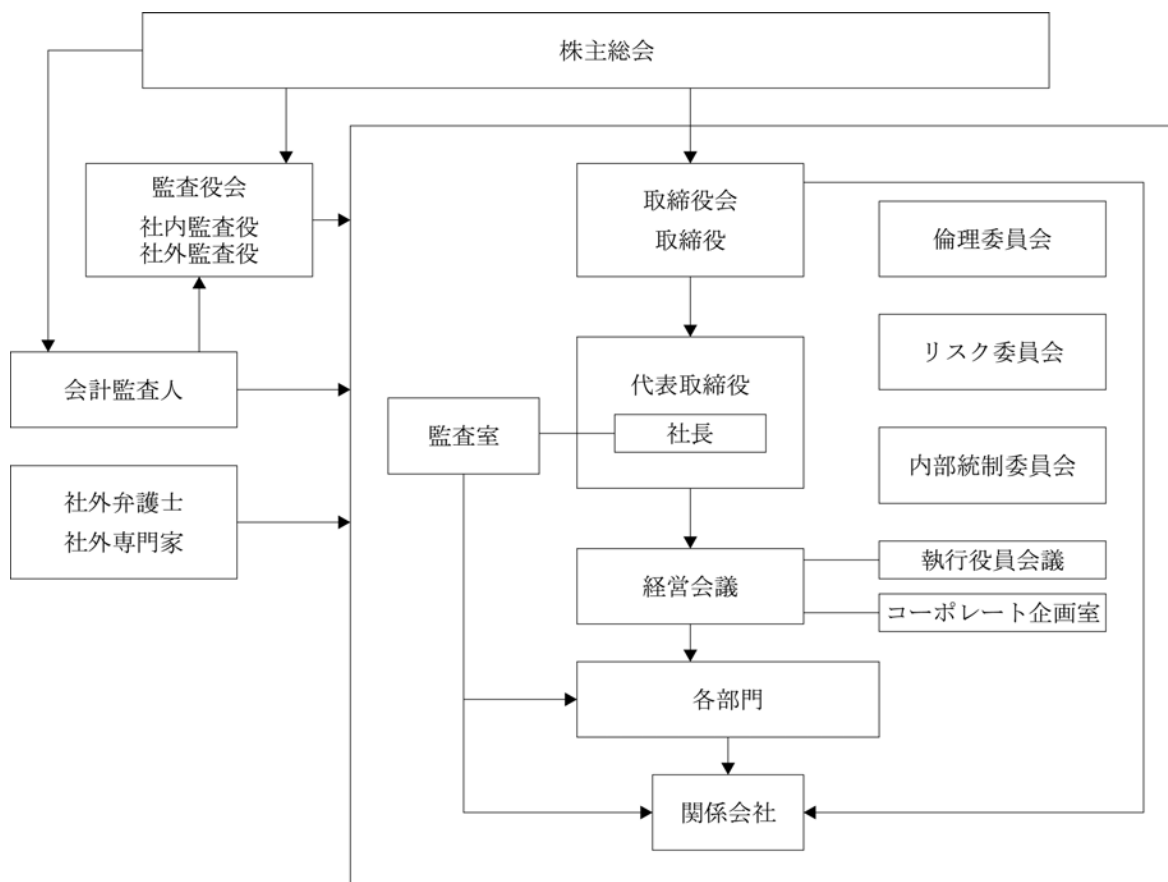 株主総会
監査役会
社内監査役
社外監査役
取締役会
取締役
倫理委員会
会計監査人
代表取締役
社長
リスク委員会
監査室
内部統制委員会
社外弁護士
社外専門家
経営会議
執行役員会議
コーポレート企画室
各部門
関係会社